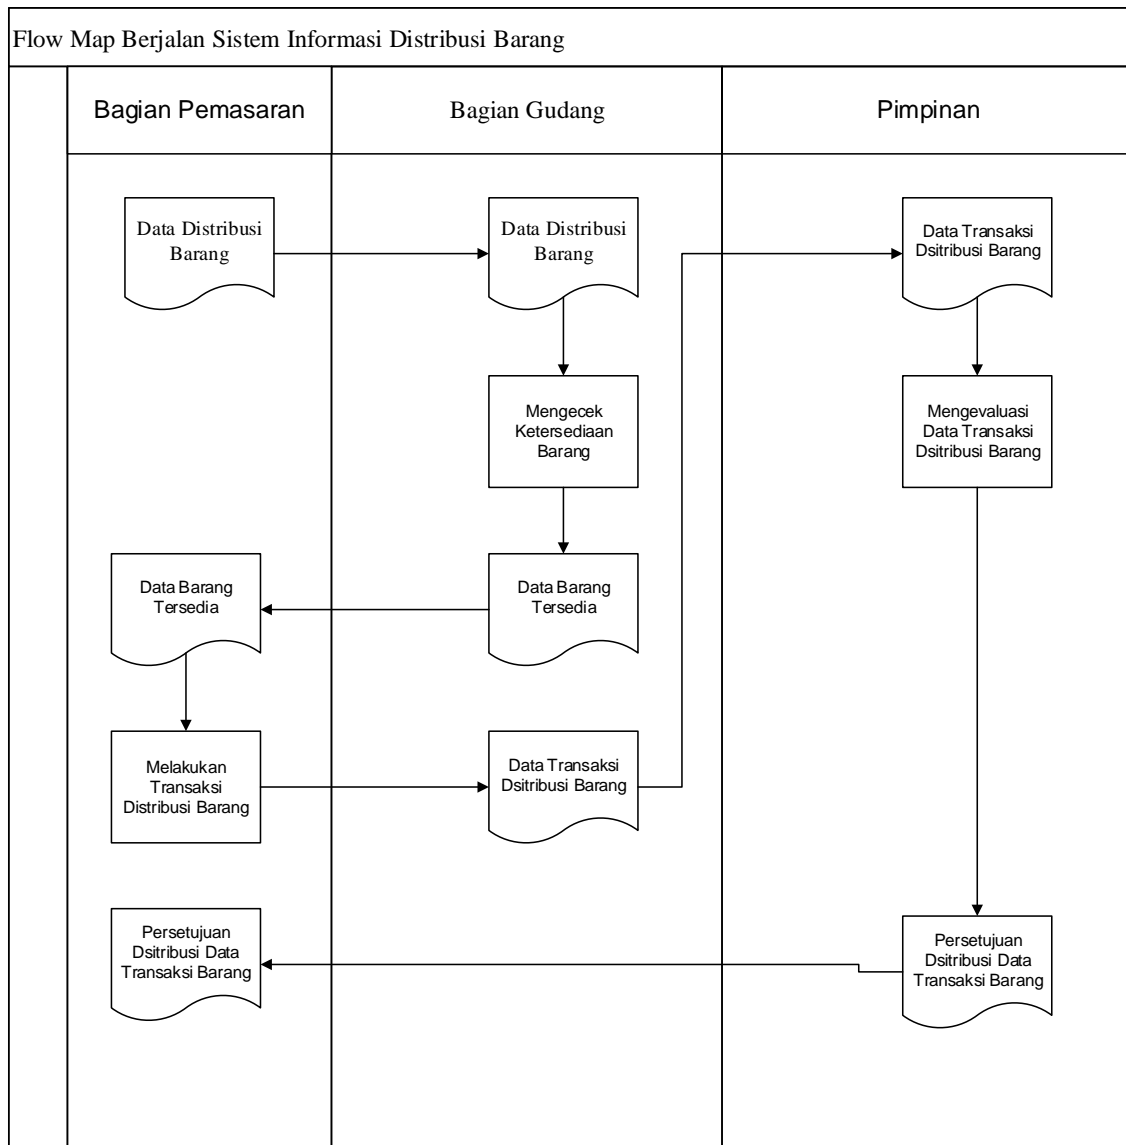 Flow Map Berjalan Sistem Informasi Distribusi Barang
Bagian Pemasaran
Bagian Gudang
Pimpinan
Data Distribusi
Barang
Data Distribusi
Barang
Data Transaksi
Dsitribusi Barang
Mengecek
Ketersediaan
Barang
Mengevaluasi
Data Transaksi
Dsitribusi Barang
Data Barang
Tersedia
Data Barang
Tersedia
Melakukan
Transaksi
Distribusi Barang
Data Transaksi
Dsitribusi Barang
Persetujuan
Dsitribusi Data
Transaksi Barang
Persetujuan
Dsitribusi Data
Transaksi Barang